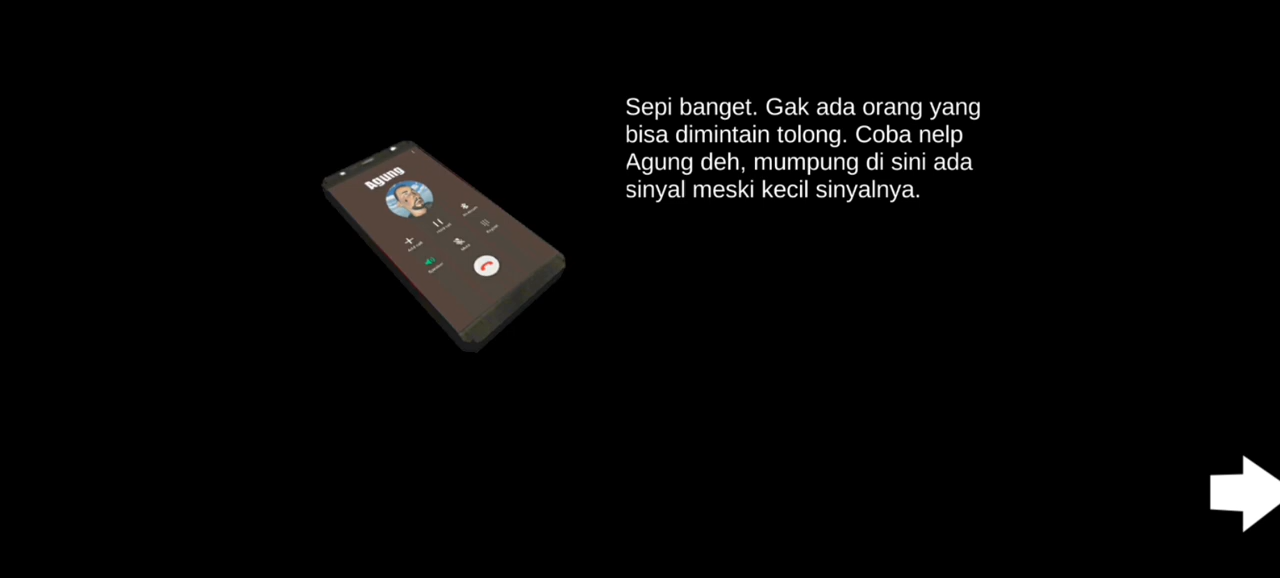 Sepi banget. Gak ada orang yang
bisa dimintain tolong. Coba nelp
Agung deh, mumpung di sini ada
sinyal meski kecil sinyalnya.
Agung